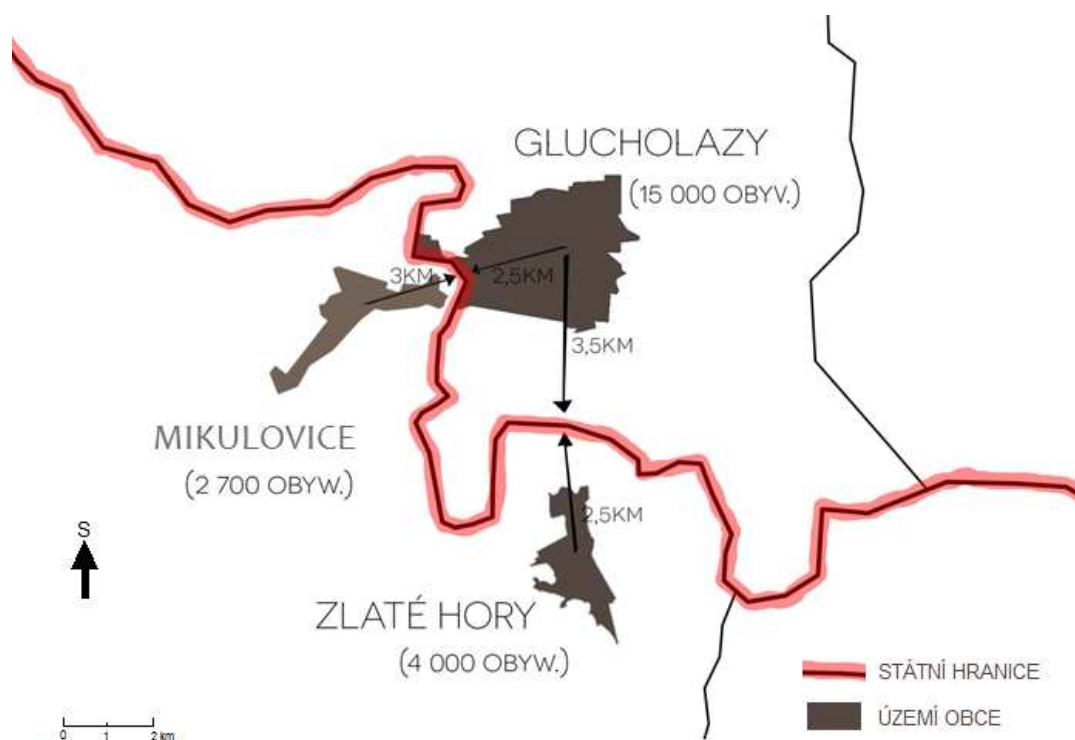 GLUCHOLAZY
(15 000 OBYV.)
3KM
2,5KM
3,5KM
MIKULOVICE
(2 700 OBYW.)
2,5KM
S
ZLATÉ HORY
(4 000 OBYW.)
STÁTNÍ HRANICE
ÚZEMÍ OBCE
0 1 2 km